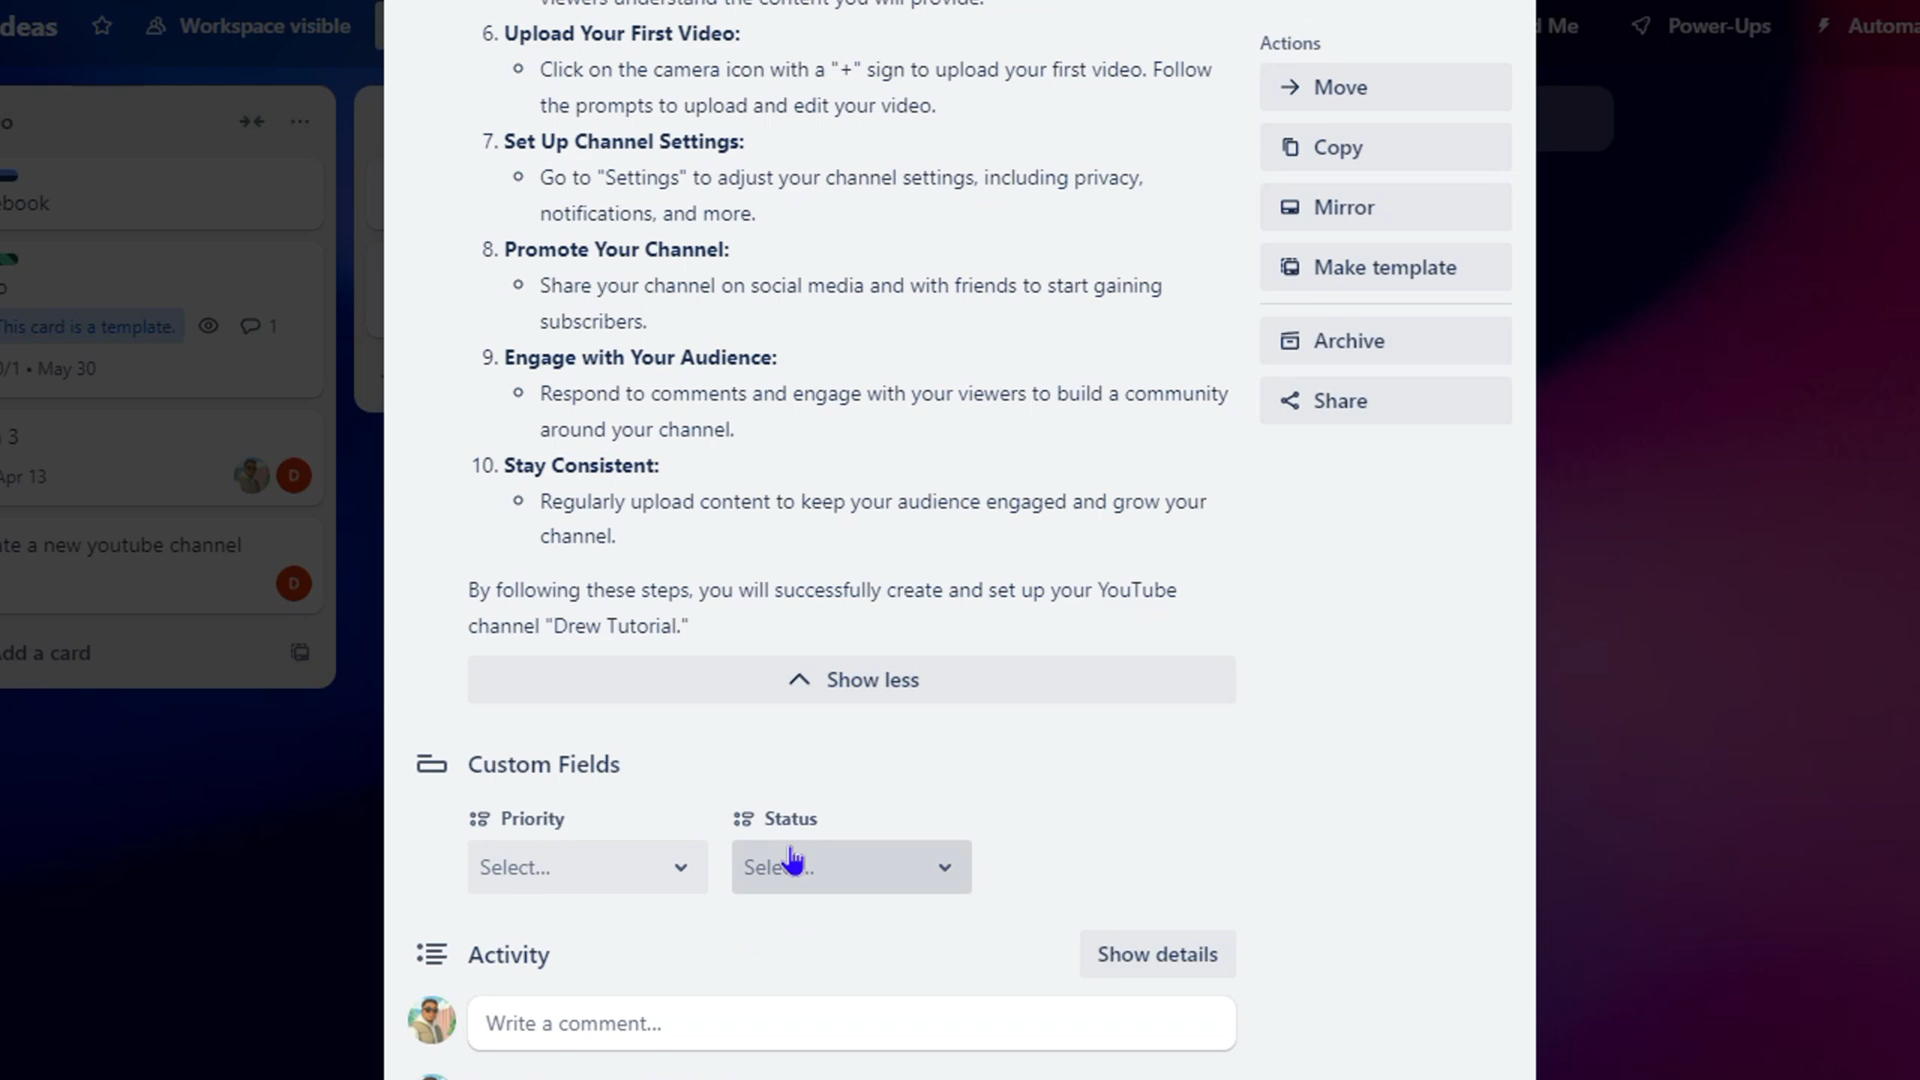 deas
Workspace visible
d Me
Power-Ups
Automa
viewers understand the content you will provide.
6. Upload Your First Video:
Click on the camera icon with a "+" sign to upload your first video. Follow
the prompts to upload and edit your video.
7. Set Up Channel Settings:
Go to "Settings" to adjust your channel settings, including privacy,
notifications, and more.
8. Promote Your Channel:
Share your channel on social media and with friends to start gaining
subscribers.
9. Engage with Your Audience:
Respond to comments and engage with your viewers to build a community
around your channel.
10. Stay Consistent:
Regularly upload content to keep your audience engaged and grow your
channel.
By following these steps, you will successfully create and set up your YouTube
channel "Drew Tutorial."
Show less
Custom Fields
Priority
Status
Select...
Select...
Activity
Show details
Write a comment...
Actions
Move
Copy
Mirror
Make template
Archive
Share
o
ebook
o
This card is a template.
1
0/1 • May 30
3
Apr 13
D
te a new youtube channel
D
dd a card